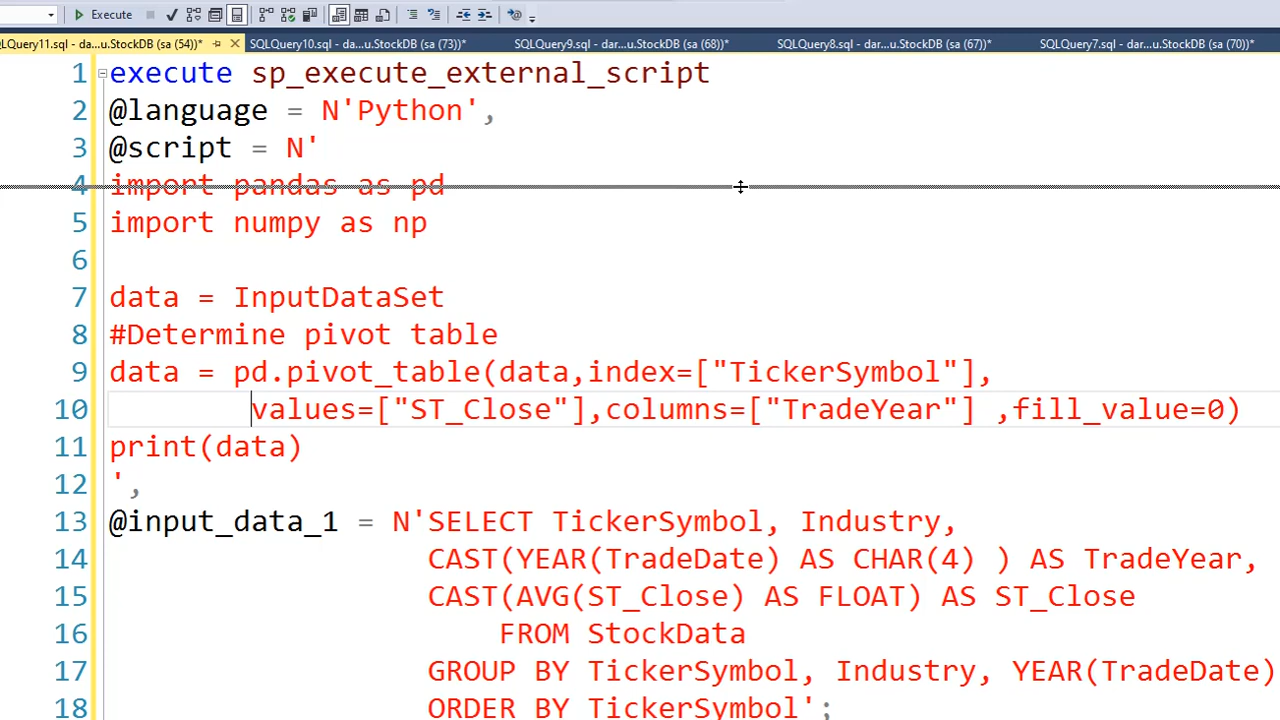 Execute
LQuery11.sql - da...u.StockDB (sa (54))* SQLQuery10.sql - da...u.StockDB (sa (73))* SQLQuery9.sql - da...u.StockDB (sa (68))* SQLQuery8.sql - dar...u.StockDB (sa (67))* SQLQuery7.sql - dar...u.StockDB (sa (70))*
1 execute sp_execute_external_script
2 @language = N'Python',
3 @script = N'
4 import pandas as pd
5 import numpy as np
6
7 data = InputDataSet
8 #Determine pivot table
9 data = pd.pivot_table(data,index=["TickerSymbol"],
10 values=["ST_Close"],columns=["TradeYear"] ,fill_value=0)
11 print(data)
12 ',
13 @input_data_1 = N'SELECT TickerSymbol, Industry,
14 CAST(YEAR(TradeDate) AS CHAR(4) ) AS TradeYear,
15 CAST(AVG(ST_Close) AS FLOAT) AS ST_Close
16 FROM StockData
17 GROUP BY TickerSymbol, Industry, YEAR(TradeDate)
18 ORDER BY TickerSymbol';